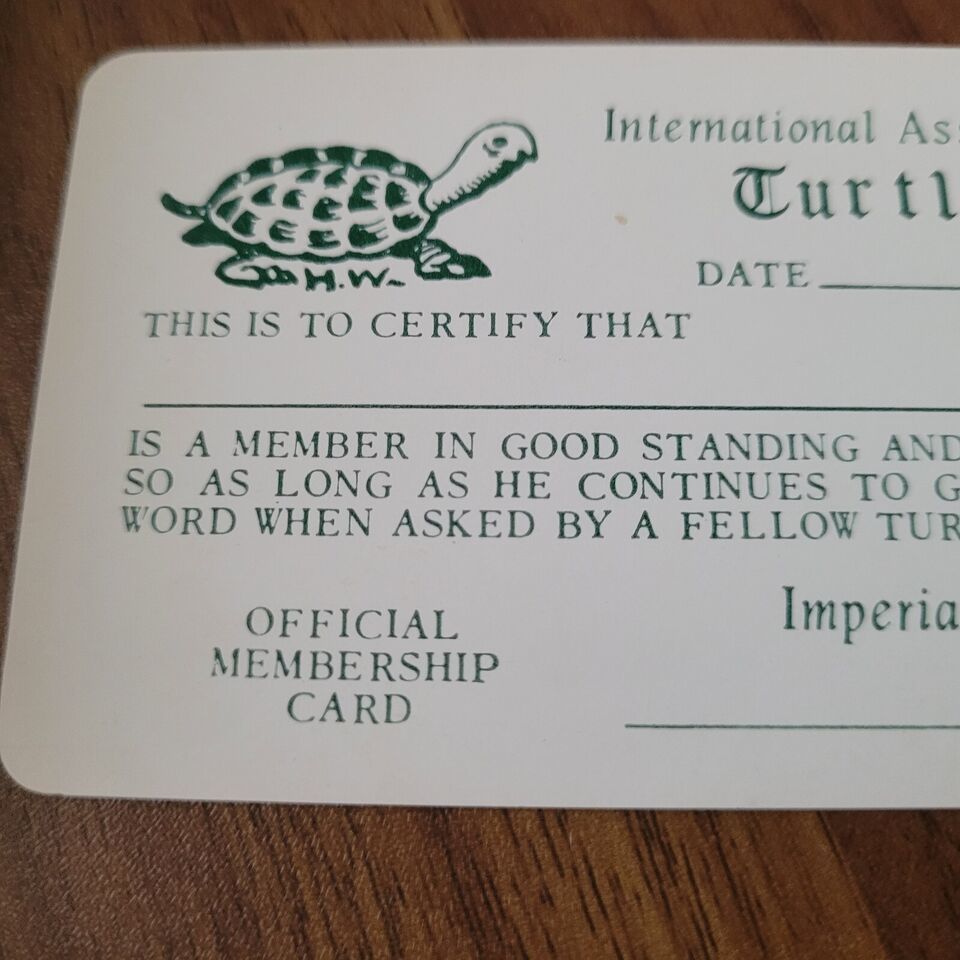 International Ass
Turtl
H.W.
DATE
THIS IS TO CERTIFY THAT
IS A MEMBER IN GOOD STANDING AND
SO AS LONG AS HE CONTINUES TO G
WORD WHEN ASKED BY A FELLOW TUR
Imperia
OFFICIAL
MEMBERSHIP
CARD